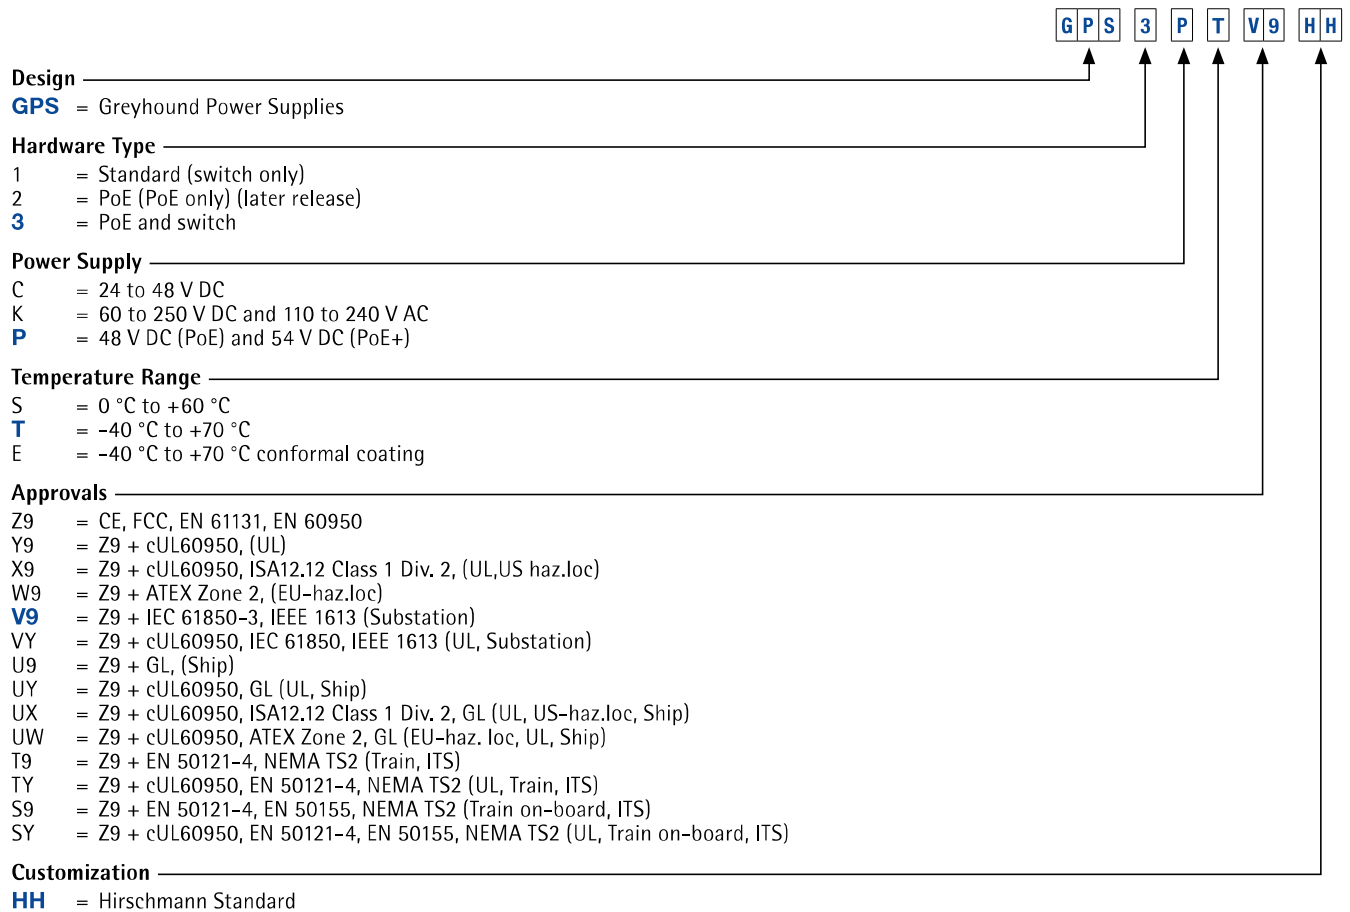 GPS 3 P T V9 HH
Design
GPS = Greyhound Power Supplies
Hardware Type
1 = Standard (switch only)
2 = PoE (PoE only) (later release)
3 = PoE and switch
Power Supply
C = 24 to 48 V DC
K = 60 to 250 V DC and 110 to 240 V AC
P = 48 V DC (PoE) and 54 V DC (PoE+)
Temperature Range
S = 0 °C to +60 °C
T = -40 °C to +70 °C
E = -40 °C to +70 °C conformal coating
Approvals
Z9 = CE, FCC, EN 61131, EN 60950
Y9 = Z9 + cUL60950, (UL)
X9 = Z9 + cUL60950, ISA12.12 Class 1 Div. 2, (UL,US haz.loc)
W9 = Z9 + ATEX Zone 2, (EU-haz.loc)
V9 = Z9 + IEC 61850-3, IEEE 1613 (Substation)
VY = Z9 + cUL60950, IEC 61850, IEEE 1613 (UL, Substation)
U9 = Z9 + GL, (Ship)
UY = Z9 + cUL60950, GL (UL, Ship)
UX = Z9 + cUL60950, ISA12.12 Class 1 Div. 2, GL (UL, US-haz.loc, Ship)
UW = Z9 + cUL60950, ATEX Zone 2, GL (EU-haz. loc, UL, Ship)
T9 = Z9 + EN 50121-4, NEMA TS2 (Train, ITS)
TY = Z9 + cUL60950, EN 50121-4, NEMA TS2 (UL, Train, ITS)
S9 = Z9 + EN 50121-4, EN 50155, NEMA TS2 (Train on-board, ITS)
SY = Z9 + cUL60950, EN 50121-4, EN 50155, NEMA TS2 (UL, Train on-board, ITS)
Customization
HH = Hirschmann Standard